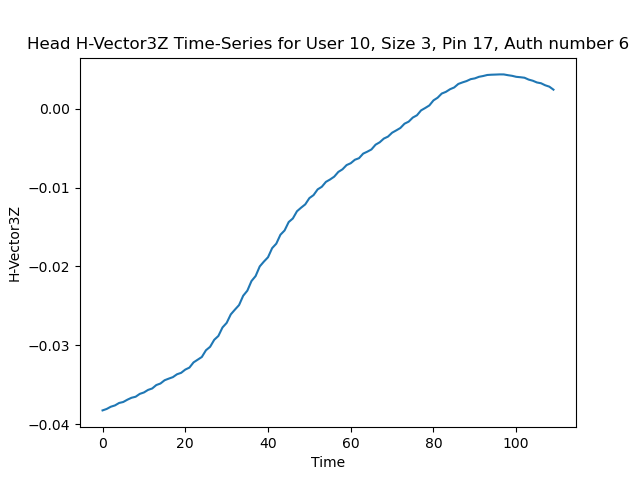 Head H-Vector3Z Time-Series for User 10, Size 3, Pin 17, Auth number 6
H-Vector3Z
0.00
−0.01
−0.02
−0.03
−0.04
0 20 40 60 80 100
Time